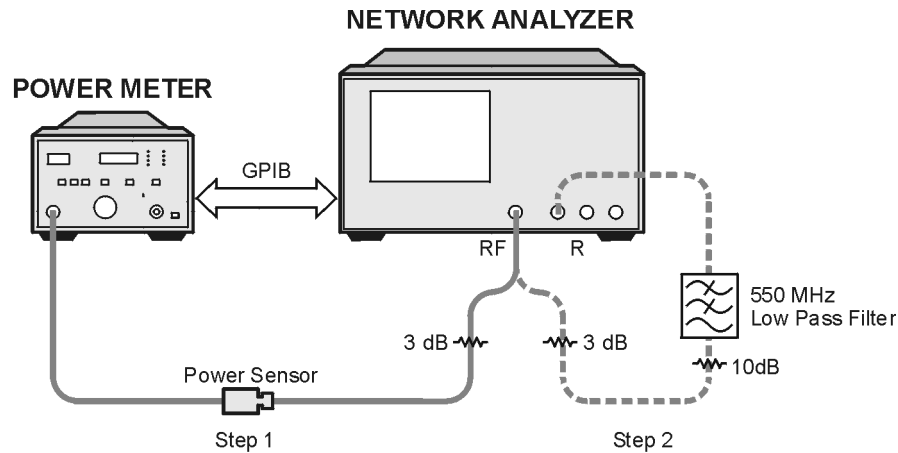 NETWORK ANALYZER
POWER METER
GPIB
RF
R
3 dB
3 dB
550 MHz
Low Pass Filter
10dB
Power Sensor
Step 1
Step 2